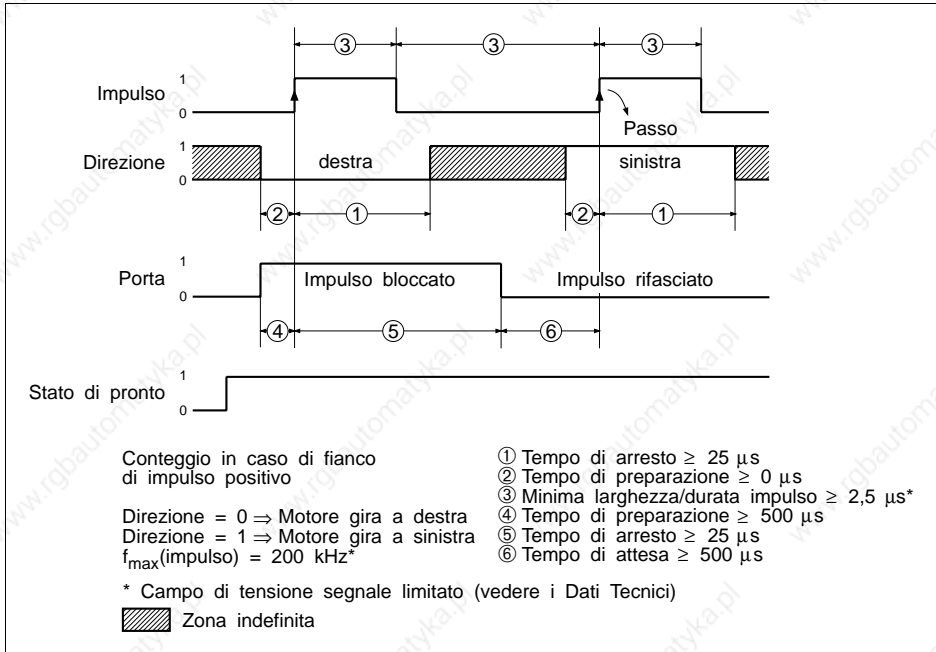 ③ ③ ③
Impulso 1 0
Passo
Direzione 1 0 destra sinistra
② ① ② ①
Porta 1 0 Impulso bloccato Impulso rifasciato
④ ⑤ ⑥
Stato di pronto 1 0
Conteggio in caso di fianco
di impulso positivo
Direzione = 0 ⇒ Motore gira a destra
Direzione = 1 ⇒ Motore gira a sinistra
fmax(impulso) = 200 kHz*
① Tempo di arresto ≥ 25 μs
② Tempo di preparazione ≥ 0 μs
③ Minima larghezza/durata impulso ≥ 2,5 μs*
④ Tempo di preparazione ≥ 500 μs
⑤ Tempo di arresto ≥ 25 μs
⑥ Tempo di attesa ≥ 500 μs
* Campo di tensione segnale limitato (vedere i Dati Tecnici)
Zona indefinita
www.rgbautomatyka.pl